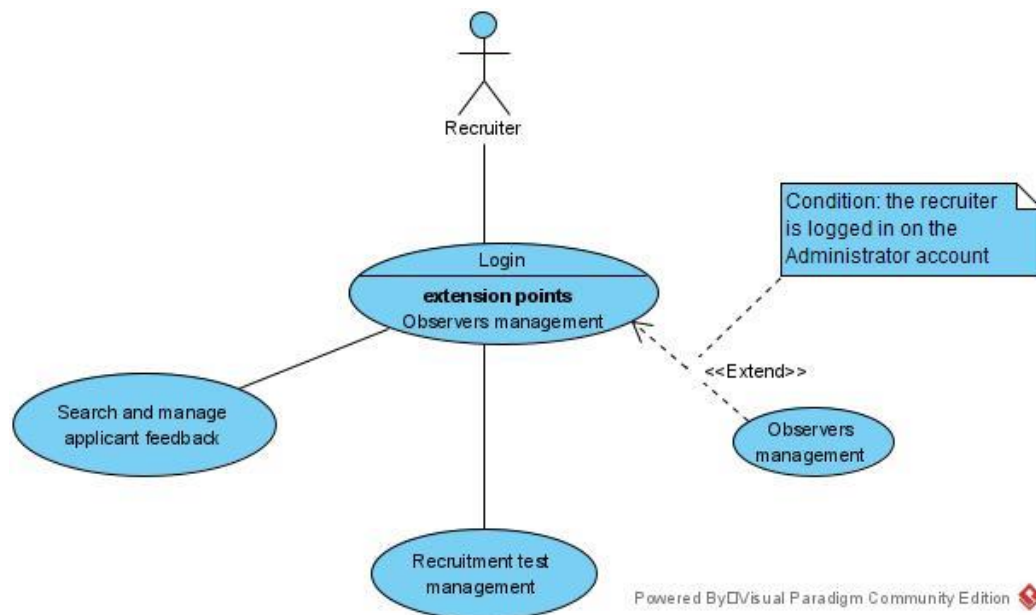 Recruiter
Condition: the recruiter
is logged in on the
Administrator account
Login
extension points
Observers management
<<Extend>>
Search and manage
applicant feedback
Observers
management
Recruitment test
management
Powered By□Visual Paradigm Community Edition